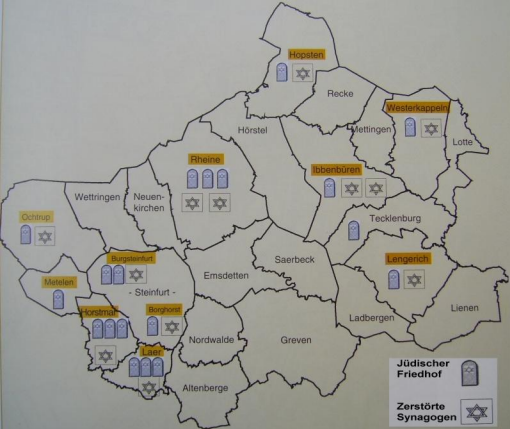 Hopsten
Recke
Westerkappeln
Mettingen
Lotte
Hörstel
Rheine
Ibbenbüren
Wettringen
Neuen-
kirchen
Ochtrup
Tecklenburg
Burgsteinfurt
Emsdetten
Saerbeck
Lengerich
Metelen
- Steinfurt -
Horstmar
Borghorst
Ladbergen
Lienen
Nordwalde
Greven
Laer
Altenberge
Jüdischer
Friedhof
Zerstörte
Synagogen